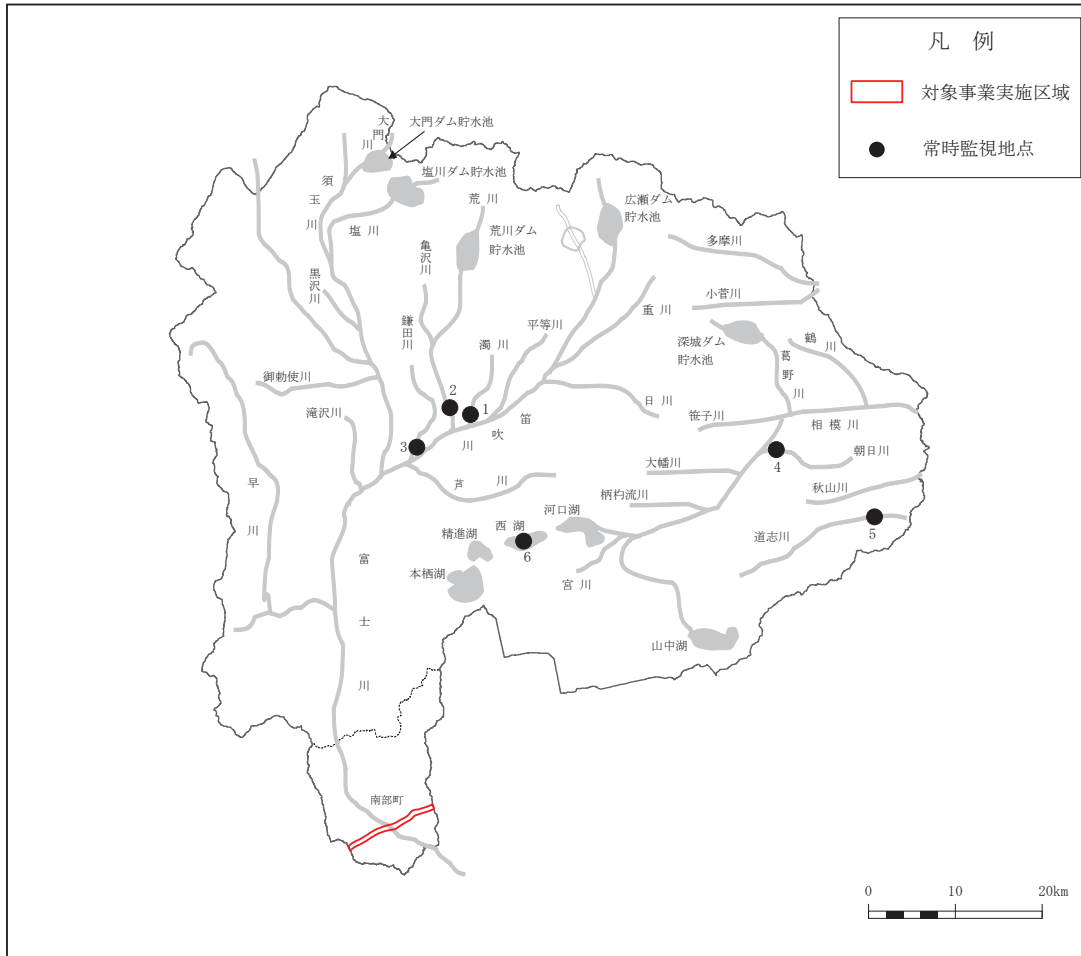 凡 例
対象事業実施区域
常時監視地点
大門川
大門ダム貯水池
塩川ダム貯水池
須玉川
塩川
荒川
荒川ダム
貯水池
亀沢川
広瀬ダム
貯水池
多摩川
小菅川
重川
黒沢川
鎌田川
濁川
平等川
深城ダム
貯水池
葛野川
鶴川
御勅使川
滝沢川
2
1
3
笛吹川
日川
笹子川
相模川
4
朝日川
大幡川
秋山川
芦川
柄杓流川
早川
河口湖
西湖
精進湖
6
道志川
5
本栖湖
宮川
富士川
山中湖
南部町
0 10 20km